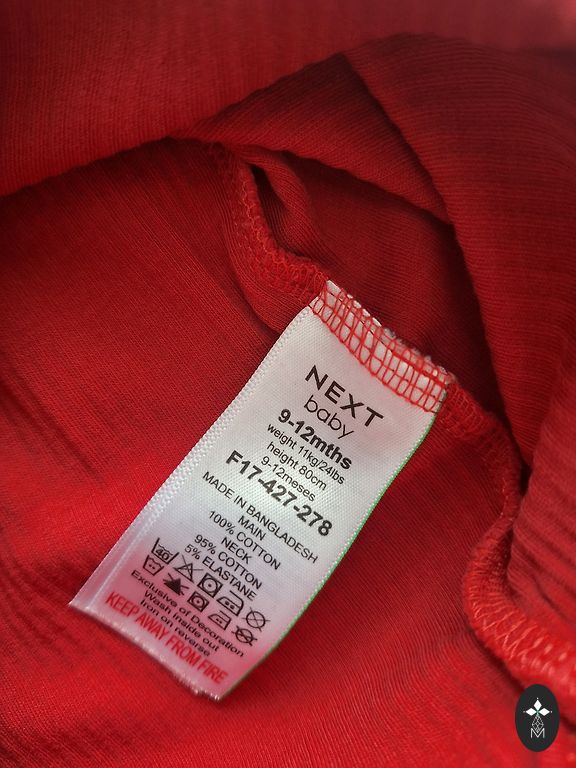 NEXT
baby
9-12mths
weight 11kg/24lbs
height 80cm
9-12meses
F17-427-278
MADE IN BANGLADESH
MAIN
100% COTTON
NECK
95% COTTON
5% ELASTANE
40
Exclusive of Decoration
Wash inside out
Iron on reverse
KEEP AWAY FROM FIRE
M